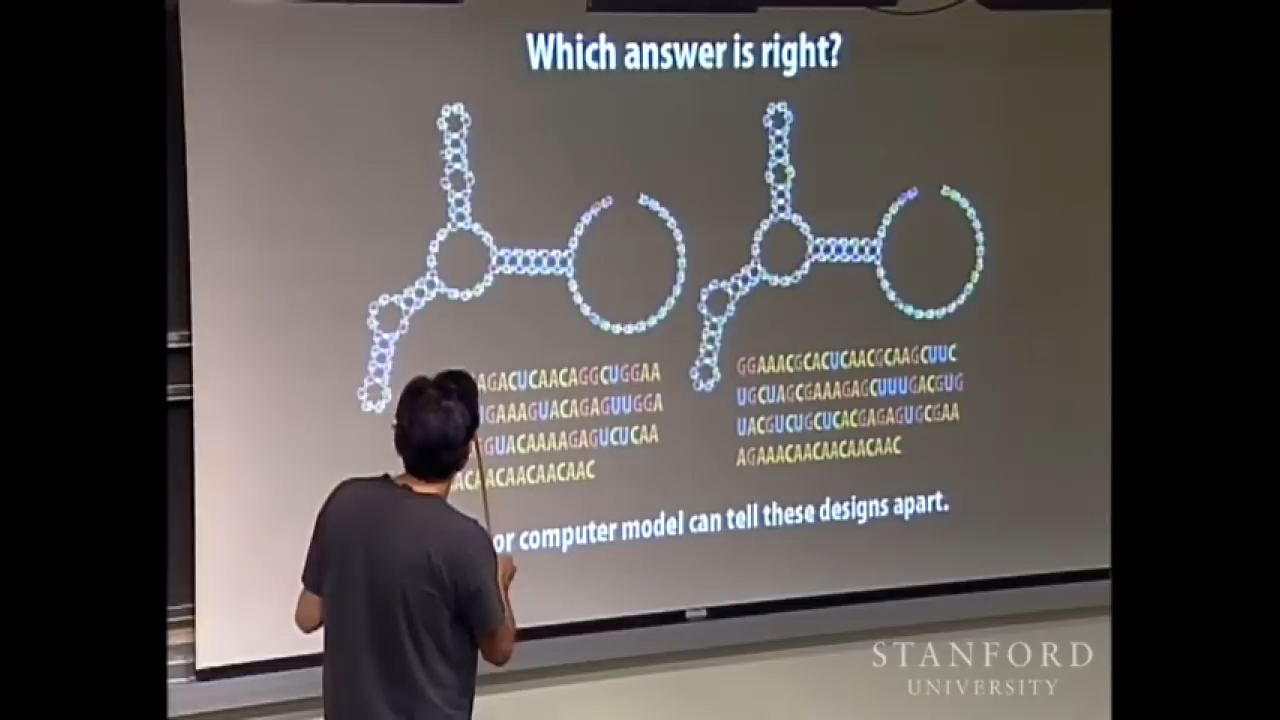 Which answer is right?
AGACUCAACAGGCUGGAA
GAAAGUACAGAGUUGGA
GUACAAAAGAGUCUCAA
ACAACAACAACAAC
GGAAACGCACUCAACGCAAGCUUC
UGCUAGCGAAAGAGCUUUGACGUG
UACGUCUGCUCACGAGAGUGCGAA
AGAAACAACAACAACAAC
or computer model can tell these designs apart.
STANFORD
UNIVERSITY